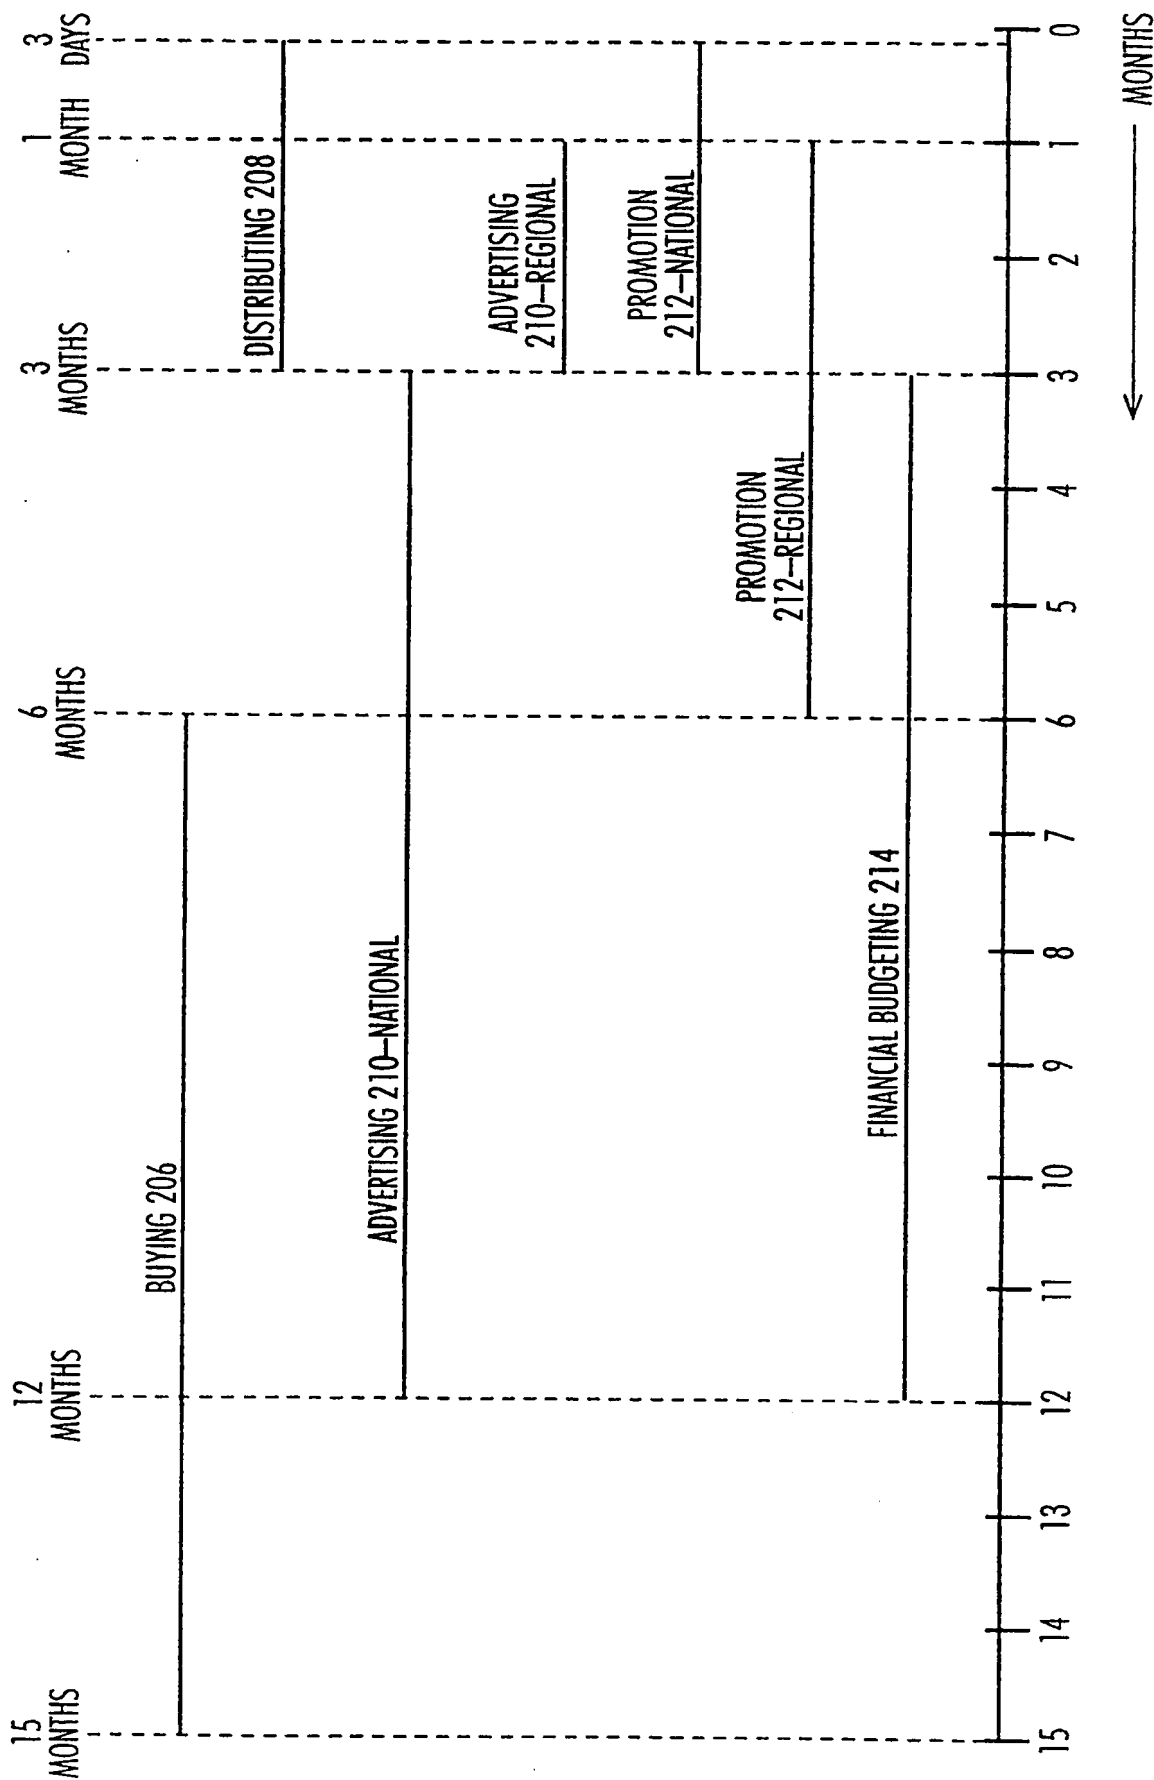 15
MONTHS
12
MONTHS
6
MONTHS
3
MONTHS
1
MONTH
3
DAYS
BUYING 206
DISTRIBUTING 208
ADVERTISING 210–NATIONAL
ADVERTISING
210–REGIONAL
PROMOTION
212–NATIONAL
PROMOTION
212–REGIONAL
FINANCIAL BUDGETING 214
15 14 13 12 11 10 9 8 7 6 5 4 3 2 1 0
MONTHS